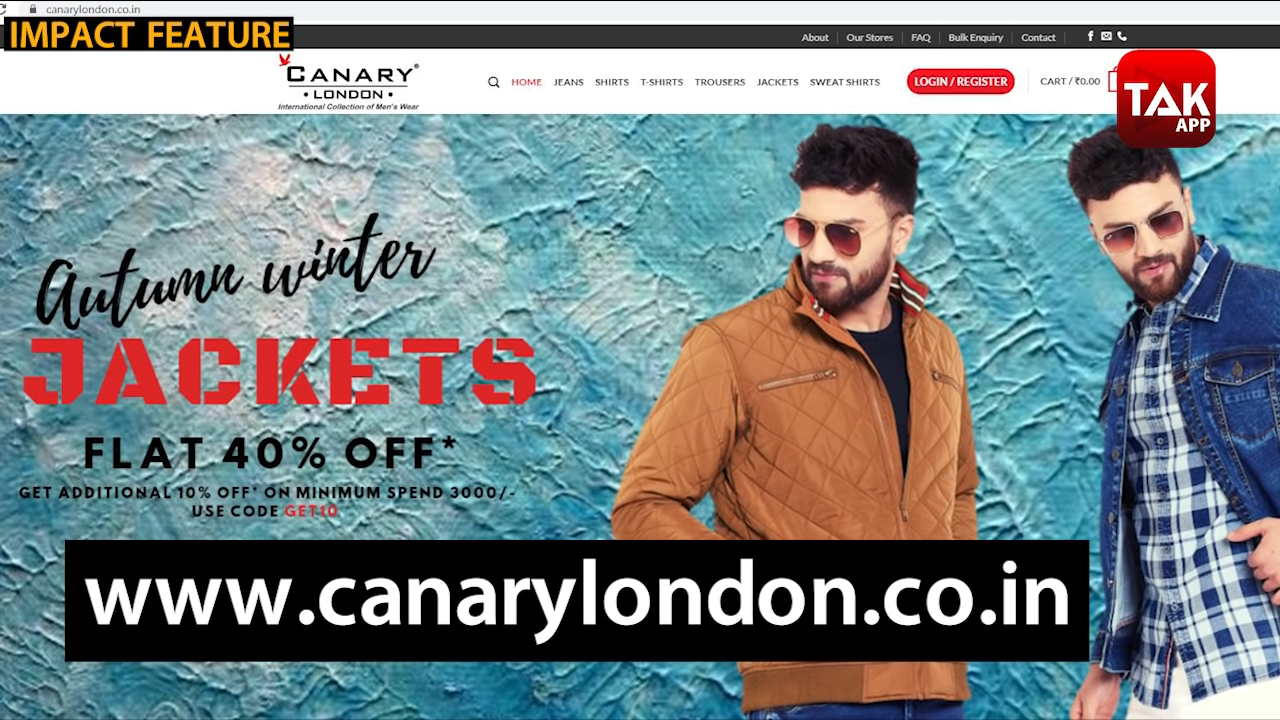 canarylondon.co.in
IMPACT FEATURE
About
Our Stores
FAQ
Bulk Enquiry
Contact
CANARY®
• LONDON •
International Collection of Men's Wear
HOME
JEANS
SHIRTS
T-SHIRTS
TROUSERS
JACKETS
SWEAT SHIRTS
LOGIN / REGISTER
CART / ₹0.00
TAK
APP
Autumn winter
JACKETS
FLAT 40% OFF*
GET ADDITIONAL 10% OFF* ON MINIMUM SPEND 3000/-
USE CODE GET10
www.canarylondon.co.in